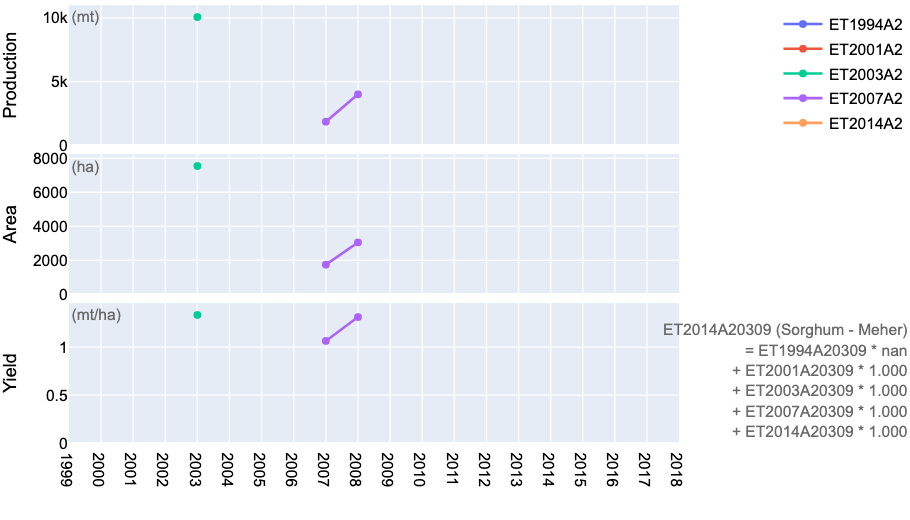 Production
(mt)
10k
5k
0
Area
(ha)
8000
6000
4000
2000
0
Yield
(mt/ha)
1
0.5
0
1999
2000
2001
2002
2003
2004
2005
2006
2007
2008
2009
2010
2011
2012
2013
2014
2015
2016
2017
2018
ET1994A2
ET2001A2
ET2003A2
ET2007A2
ET2014A2
ET2014A20309 (Sorghum - Meher)
= ET1994A20309 * nan
+ ET2001A20309 * 1.000
+ ET2003A20309 * 1.000
+ ET2007A20309 * 1.000
+ ET2014A20309 * 1.000